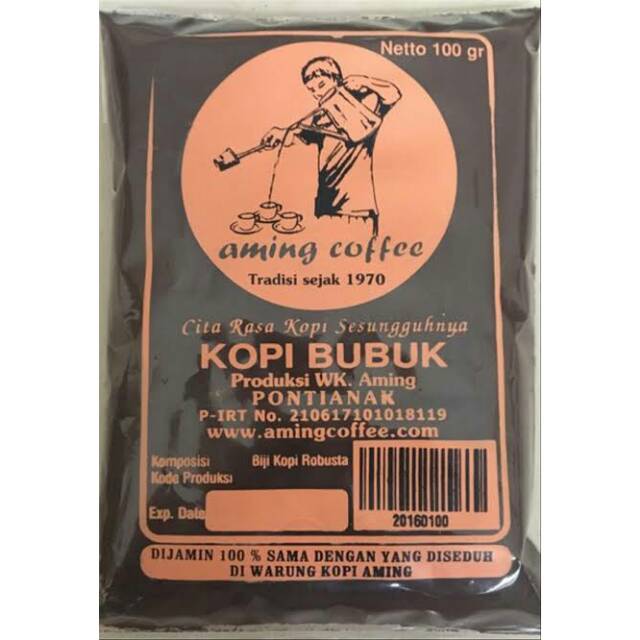 Netto 100 gr
aming coffee
Tradisi sejak 1970
Cita Rasa Kopi Sesungguhnya
KOPI BUBUK
Produksi WK. Aming
PONTIANAK
P-IRT No. 210617101018119
www.amingcoffee.com
Komposisi Biji Kopi Robusta
Kode Produksi
Exp. Date
20160100
DIJAMIN 100 % SAMA DENGAN YANG DISEDUH
DI WARUNG KOPI AMING